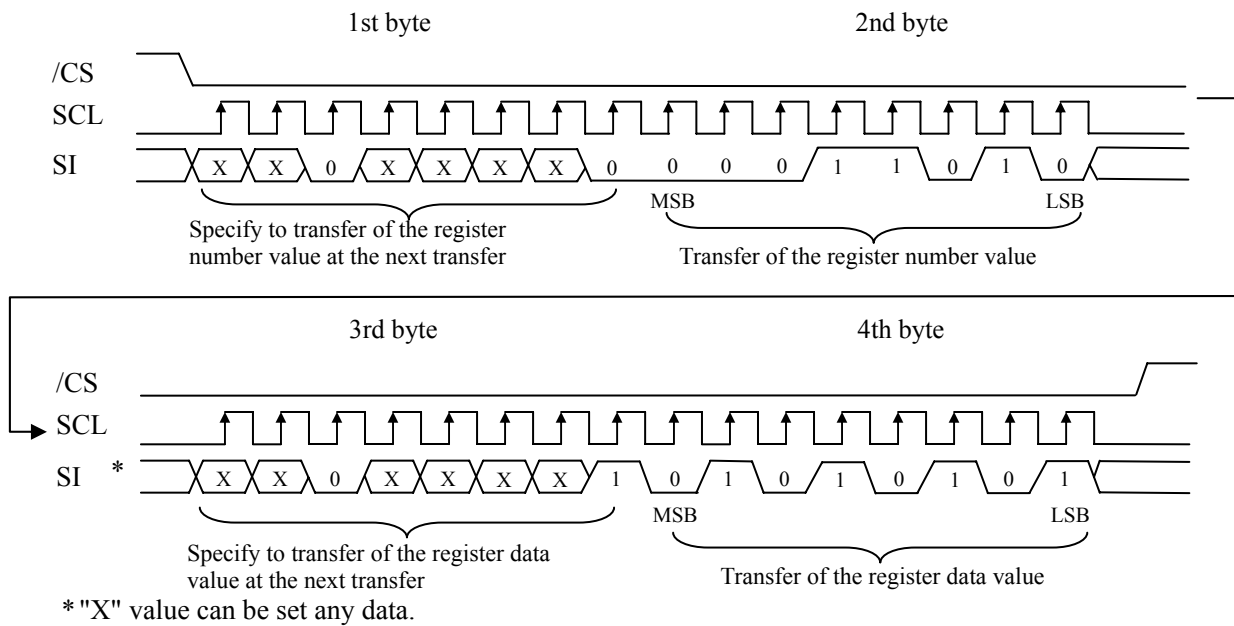 1st byte 2nd byte
/CS
SCL
SI X X 0 X X X X 0 0 0 0 1 1 0 1 0
MSB LSB
Specify to transfer of the register
number value at the next transfer
Transfer of the register number value
3rd byte 4th byte
/CS
SCL
SI * X X 0 X X X X 1 0 1 0 1 0 1 0 1
MSB LSB
Specify to transfer of the register data
value at the next transfer
Transfer of the register data value
* "X" value can be set any data.